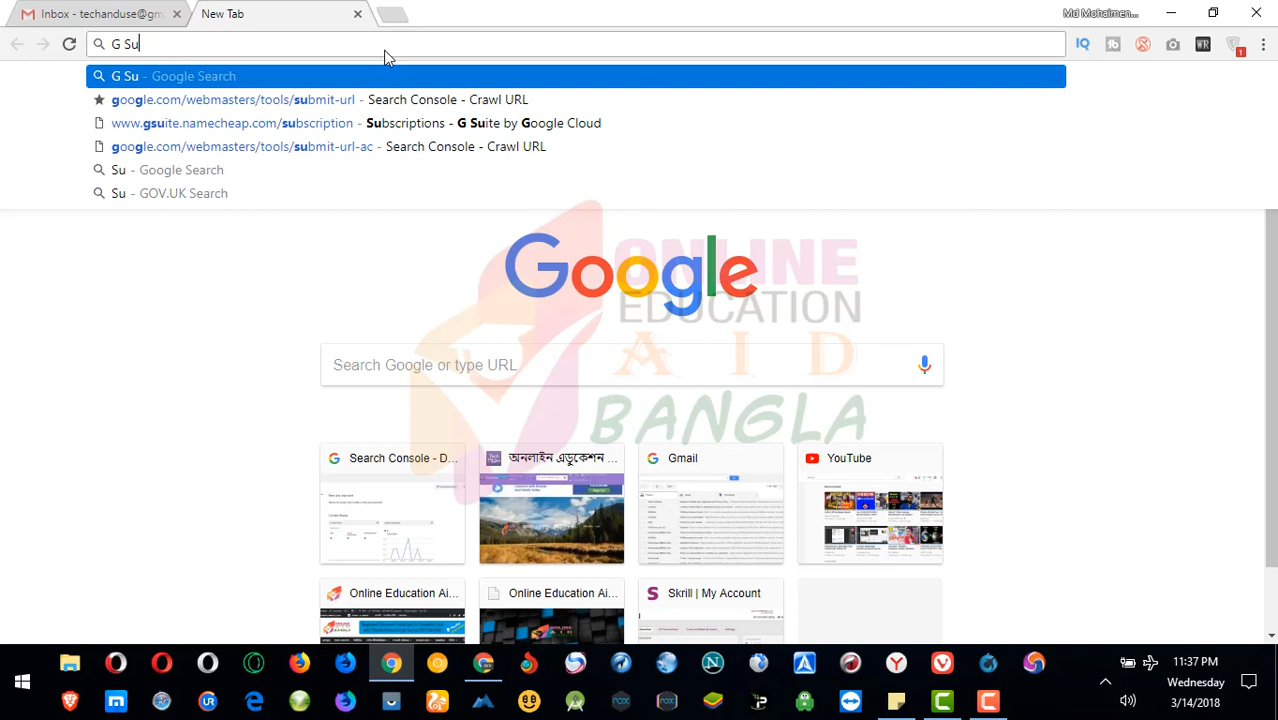 Inbox - techanduse@gm
New Tab
Md Mohaimen...
G Su
G Su - Google Search
google.com/webmasters/tools/submit-url - Search Console - Crawl URL
www.gsuite.namecheap.com/subscription - Subscriptions - G Suite by Google Cloud
google.com/webmasters/tools/submit-url-ac - Search Console - Crawl URL
Su - Google Search
Su - GOV.UK Search
Google
ONLINE
EDUCATION
AID
BANGLA
Search Google or type URL
Search Console - D...
অনলাইন এডুকেশন ...
Gmail
YouTube
Online Education Ai...
Online Education Ai...
Skrill | My Account
11:37 PM
Wednesday
3/14/2018